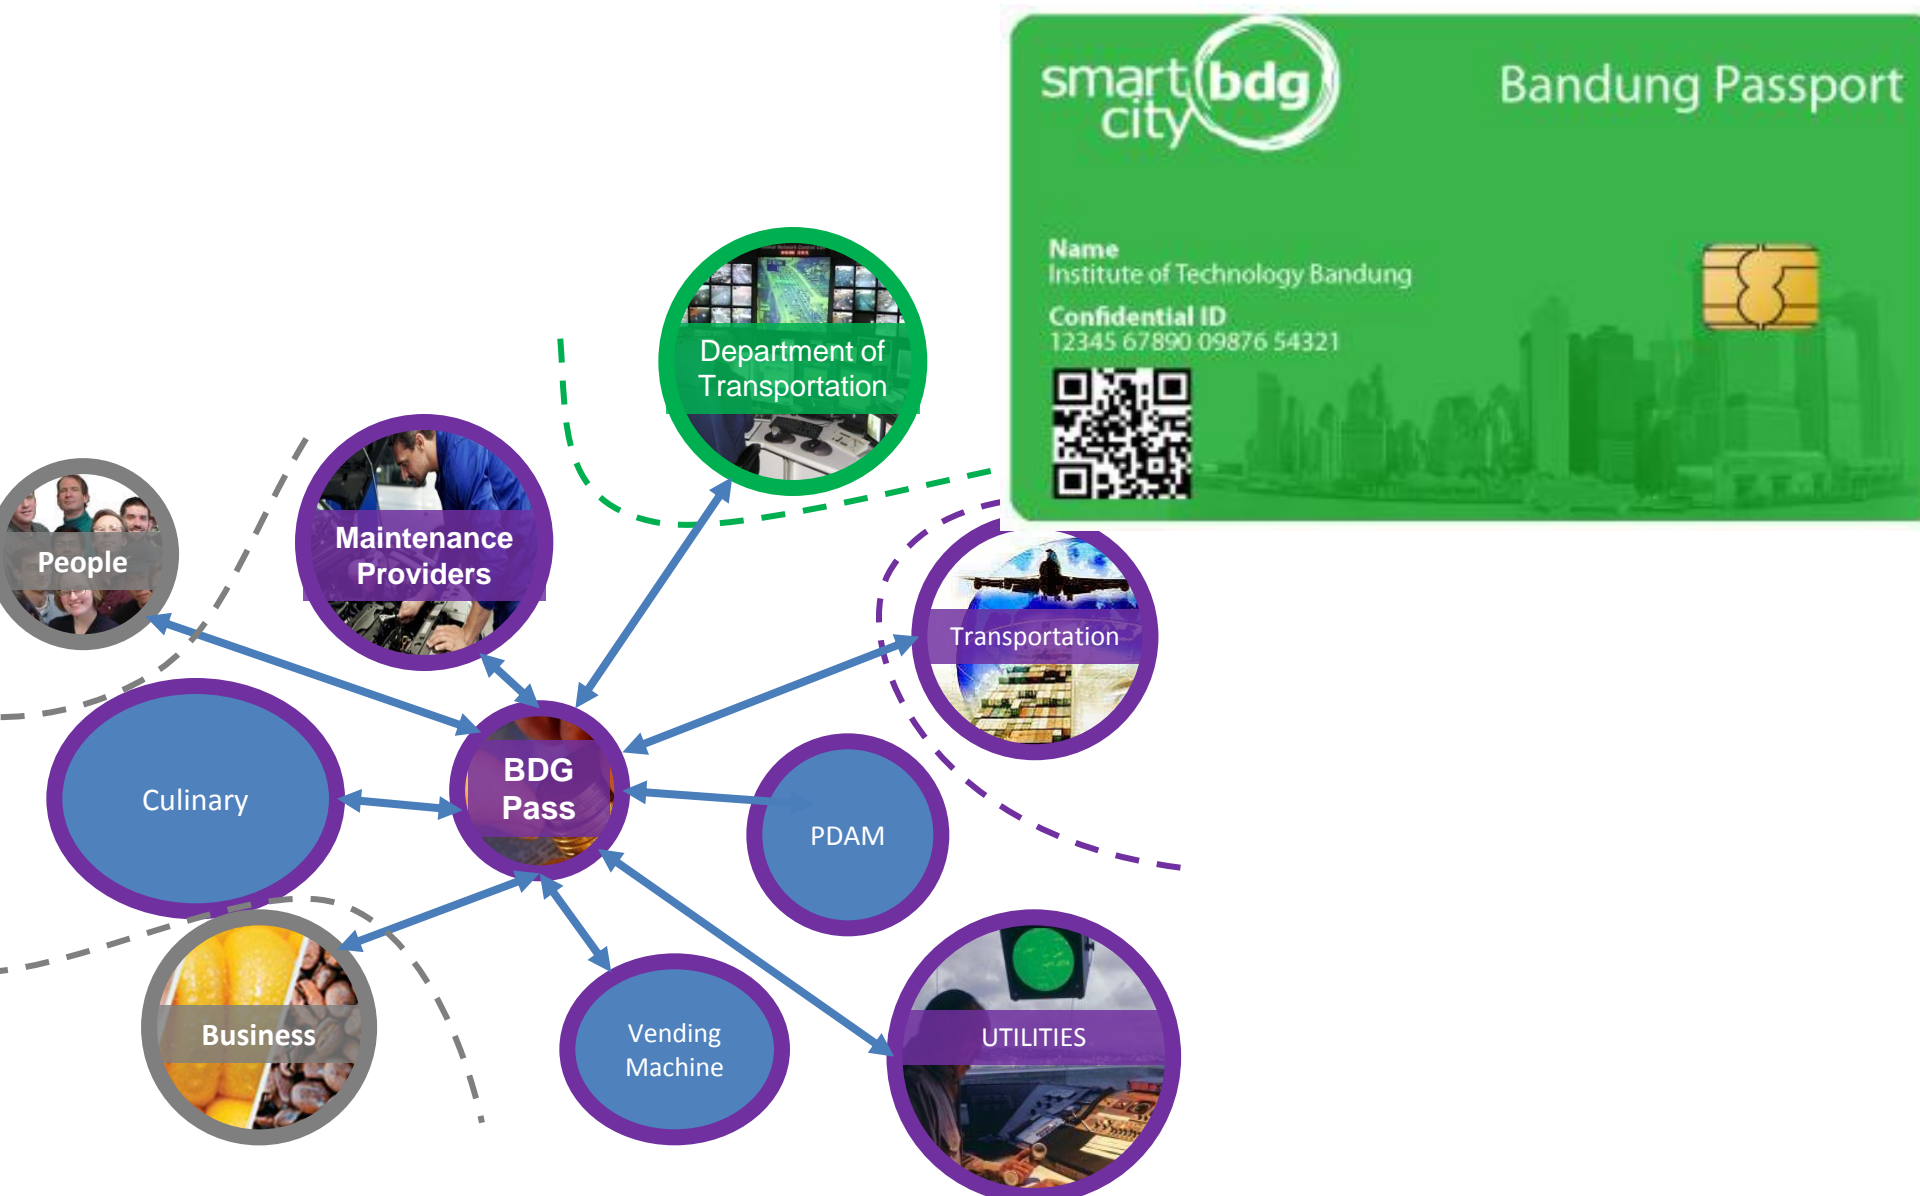 smart
city
bdg
Bandung Passport
Name
Institute of Technology Bandung
Confidential ID
12345 67890 09876 54321
Department of
Transportation
Maintenance
Providers
People
Transportation
BDG
Pass
Culinary
PDAM
Business
Vending
Machine
UTILITIES